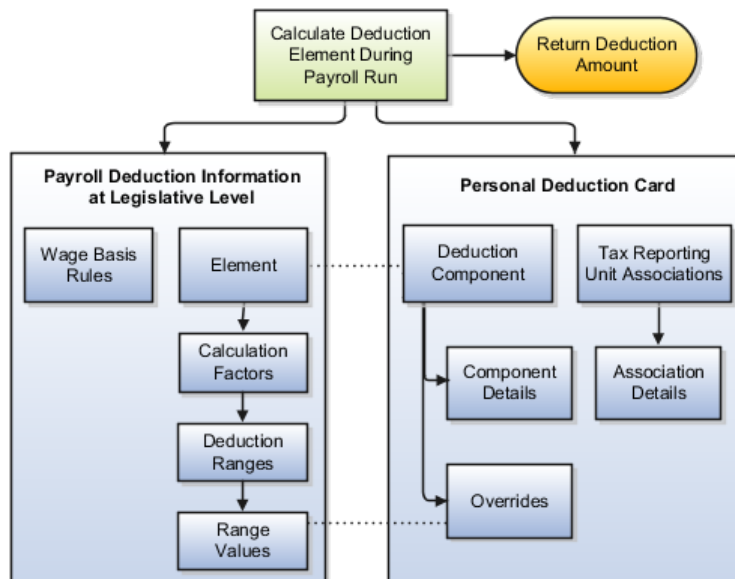 Calculate Deduction
Element During
Payroll Run
Return Deduction
Amount
Payroll Deduction Information
at Legislative Level
Wage Basis
Rules
Element
Calculation
Factors
Deduction
Ranges
Range
Values
Personal Deduction Card
Deduction
Component
Tax Reporting
Unit Associations
Component
Details
Association
Details
Overrides